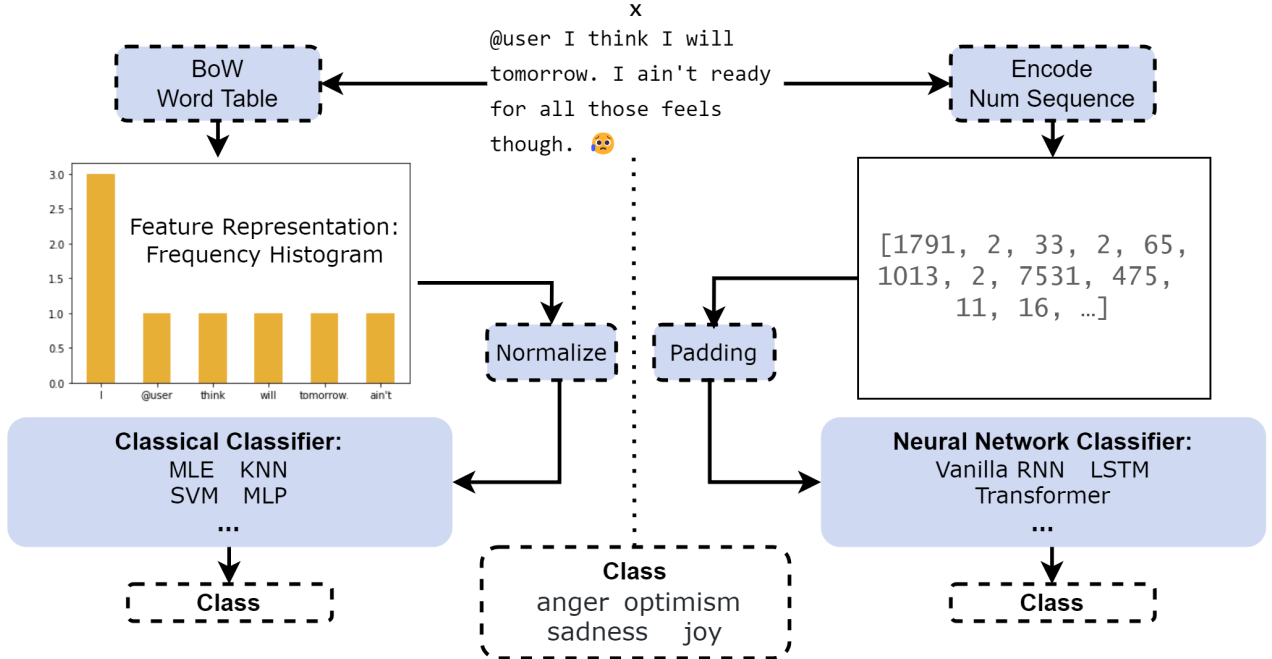 x
@user I think I will
tomorrow. I ain't ready
for all those feels
though. 😥
BoW
Word Table
Encode
Num Sequence
3.0
2.5
2.0
1.5
1.0
0.5
0.0
Feature Representation:
Frequency Histogram
I @user think will tomorrow. ain't
[1791, 2, 33, 2, 65,
1013, 2, 7531, 475,
11, 16, …]
Normalize
Padding
Classical Classifier:
MLE KNN
SVM MLP
...
Class
Neural Network Classifier:
Vanilla RNN LSTM
Transformer
...
Class
Class
anger optimism
sadness joy